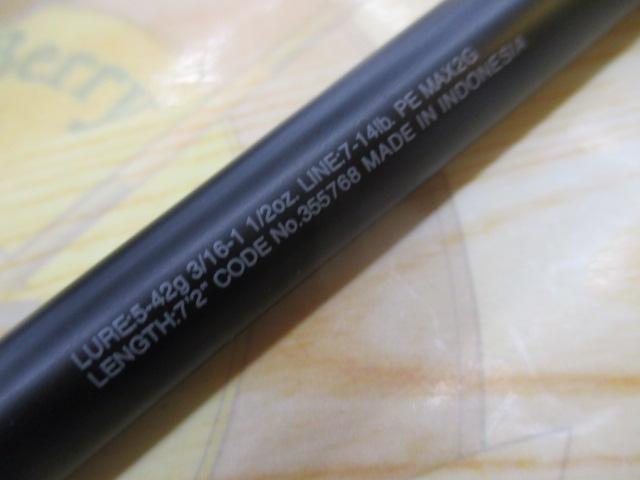 Berry
LURE:5-42g 3/16-1 1/2oz. LINE:7-14lb. PE MAX2G
LENGTH:7'2" CODE No.355768 MADE IN INDONESIA